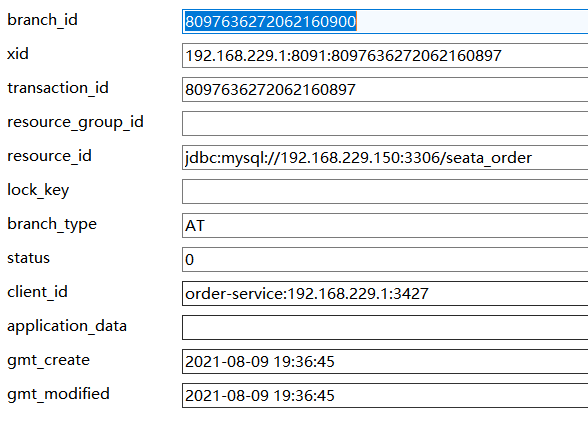 branch_id 8097636272062160900
xid 192.168.229.1:8091:8097636272062160897
transaction_id 8097636272062160897
resource_group_id
resource_id jdbc:mysql://192.168.229.150:3306/seata_order
lock_key
branch_type AT
status 0
client_id order-service:192.168.229.1:3427
application_data
gmt_create 2021-08-09 19:36:45
gmt_modified 2021-08-09 19:36:45